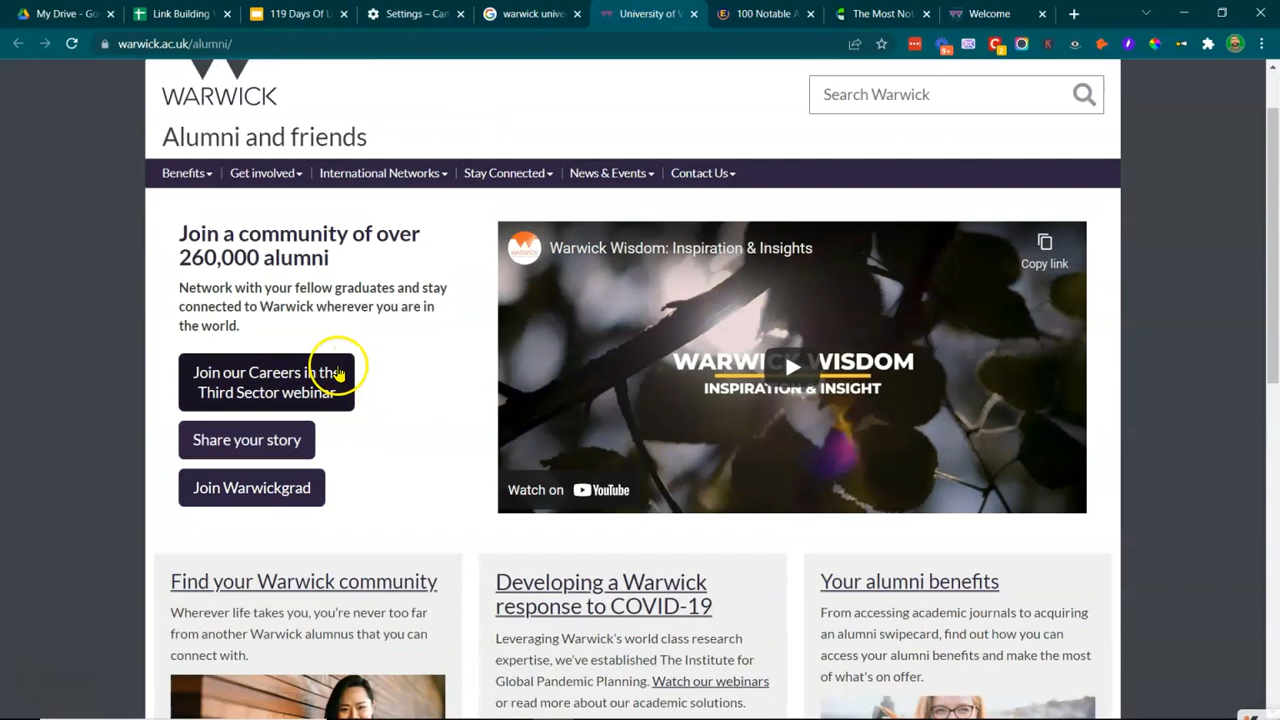 My Drive - Go
Link Building
119 Days Of L
Settings – Can
warwick unive
University of V
100 Notable A
The Most Not
Welcome
warwick.ac.uk/alumni/
9+
2
WARWICK
Search Warwick
Alumni and friends
Benefits
Get involved
International Networks
Stay Connected
News & Events
Contact Us
Join a community of over
260,000 alumni
Network with your fellow graduates and stay
connected to Warwick wherever you are in
the world.
Join our Careers in the
Third Sector webinar
Share your story
Join Warwickgrad
Warwick Wisdom: Inspiration & Insights
Copy link
WARWICK WISDOM
INSPIRATION & INSIGHT
Watch on YouTube
Find your Warwick community
Wherever life takes you, you're never too far
from another Warwick alumnus that you can
connect with.
Developing a Warwick
response to COVID-19
Leveraging Warwick's world class research
expertise, we've established The Institute for
Global Pandemic Planning. Watch our webinars
or read more about our academic solutions.
Your alumni benefits
From accessing academic journals to acquiring
an alumni swipecard, find out how you can
access your alumni benefits and make the most
of what's on offer.